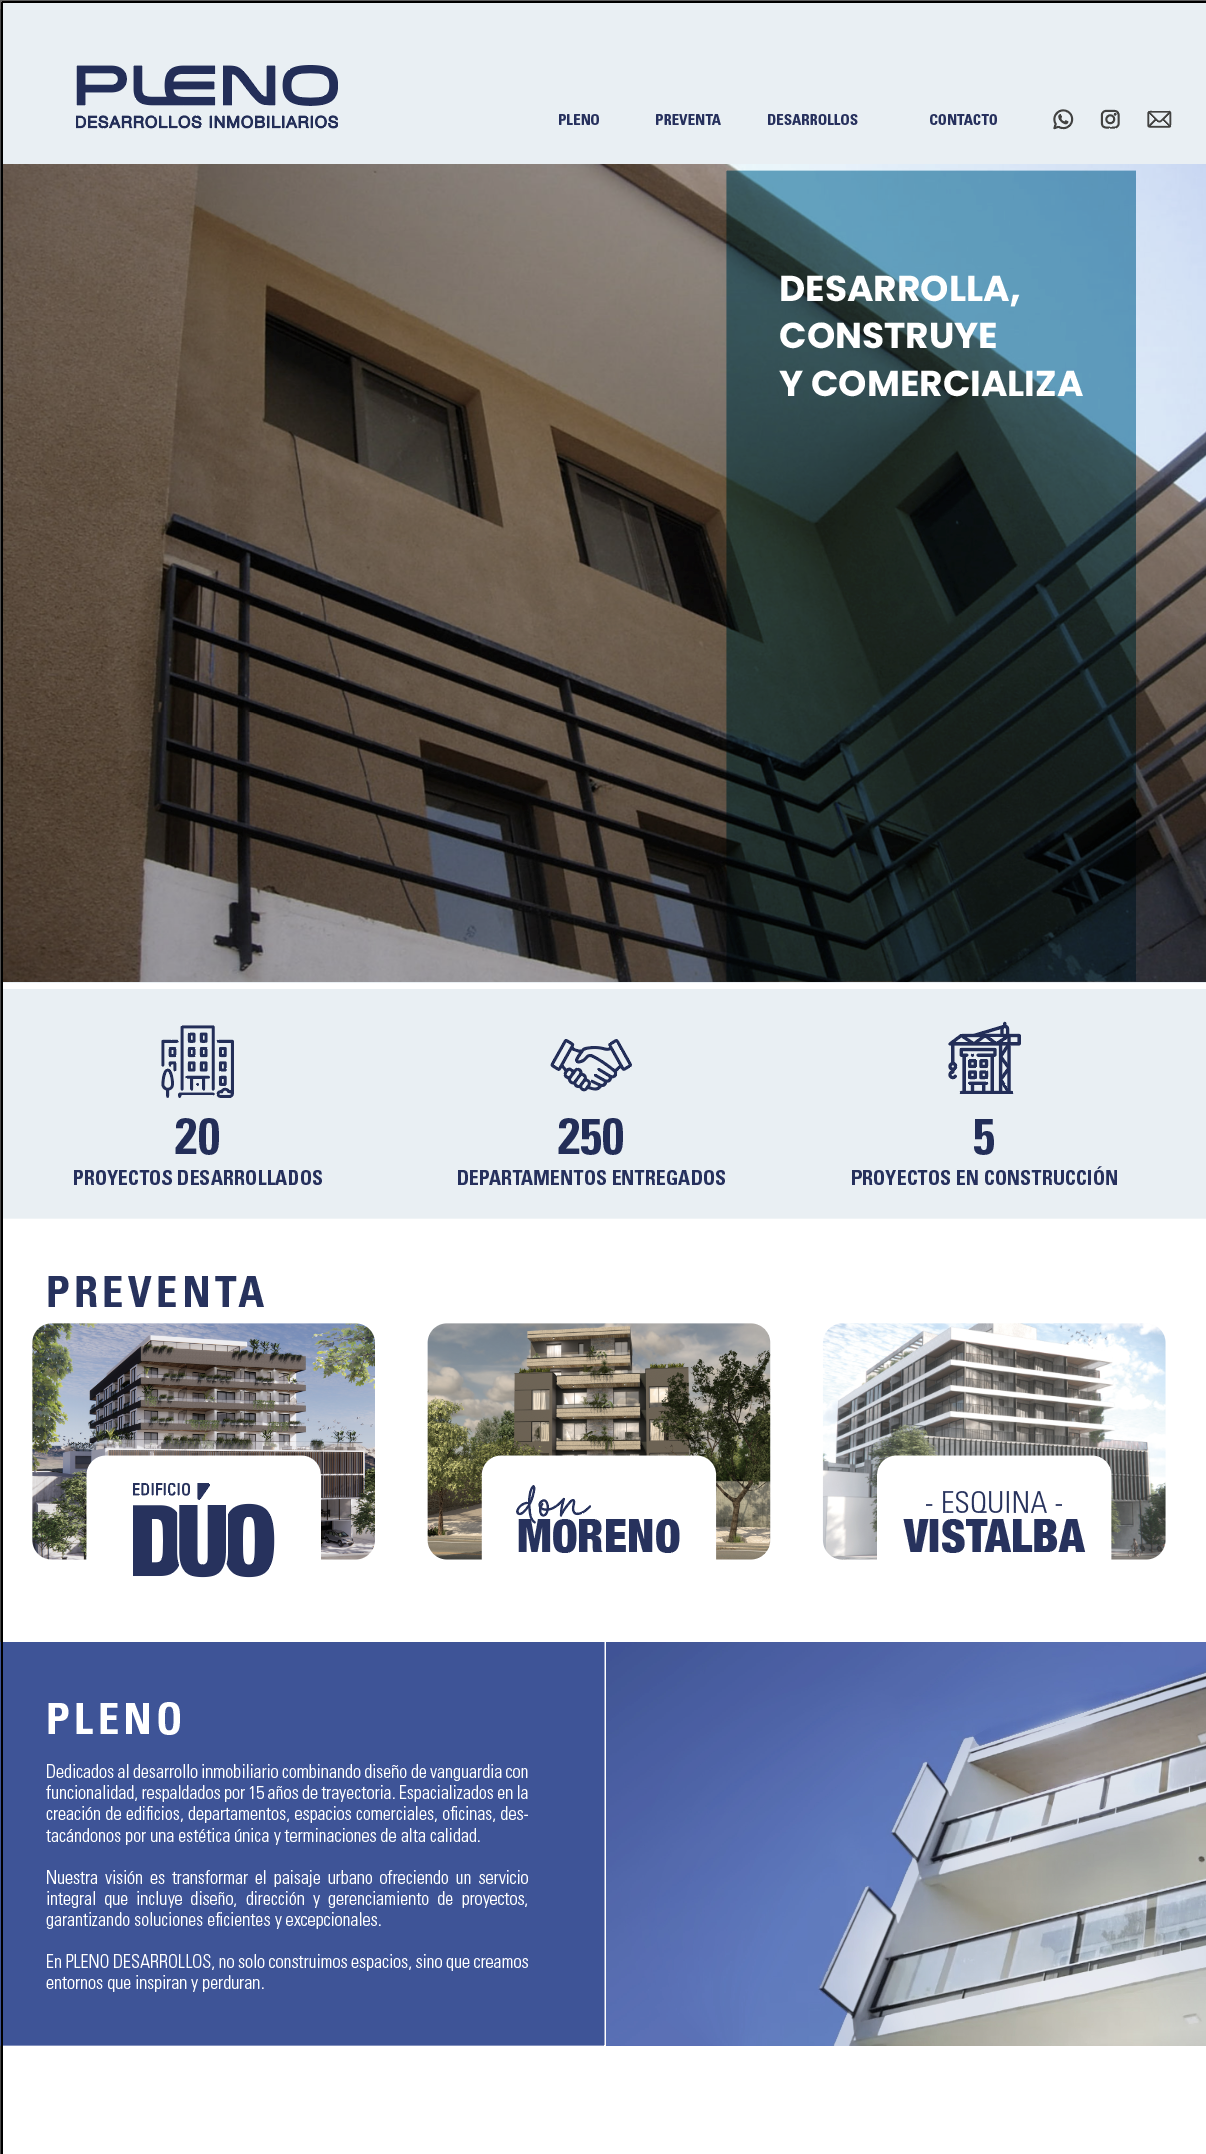 PLENO
DESARROLLOS INMOBILIARIOS
PLENO PREVENTA DESARROLLOS CONTACTO
DESARROLLA,
CONSTRUYE
Y COMERCIALIZA
20
PROYECTOS DESARROLLADOS
250
DEPARTAMENTOS ENTREGADOS
5
PROYECTOS EN CONSTRUCCIÓN
PREVENTA
EDIFICIO
DÚO
don
MORENO
- ESQUINA -
VISTALBA
PLENO
Dedicados al desarrollo inmobiliario combinando diseño de vanguardia con
funcionalidad, respaldados por 15 años de trayectoria. Espacializados en la
creación de edificios, departamentos, espacios comerciales, oficinas, des-
tacándonos por una estética única y terminaciones de alta calidad.
Nuestra visión es transformar el paisaje urbano ofreciendo un servicio
integral que incluye diseño, dirección y gerenciamiento de proyectos,
garantizando soluciones eficientes y excepcionales.
En PLENO DESARROLLOS, no solo construimos espacios, sino que creamos
entornos que inspiran y perduran.